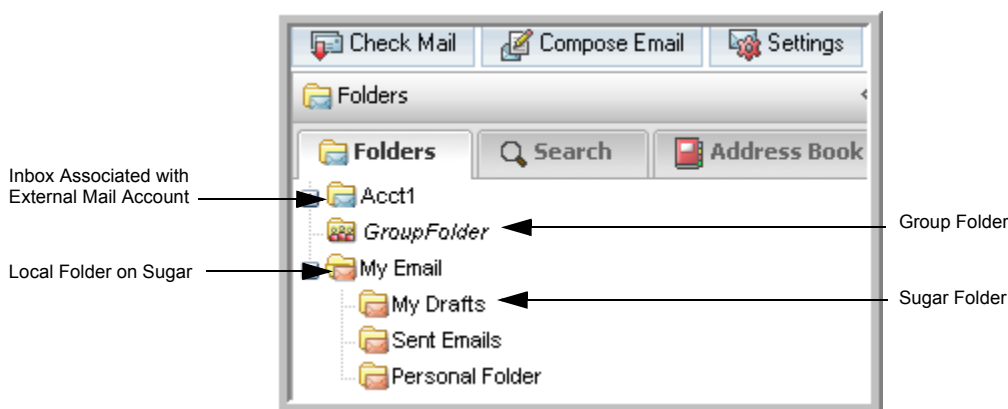 Check Mail Compose Email Settings
Folders
Folders Search Address Book
Inbox Associated with
External Mail Account
Acct1
GroupFolder
Group Folder
Local Folder on Sugar
My Email
My Drafts
Sugar Folder
Sent Emails
Personal Folder